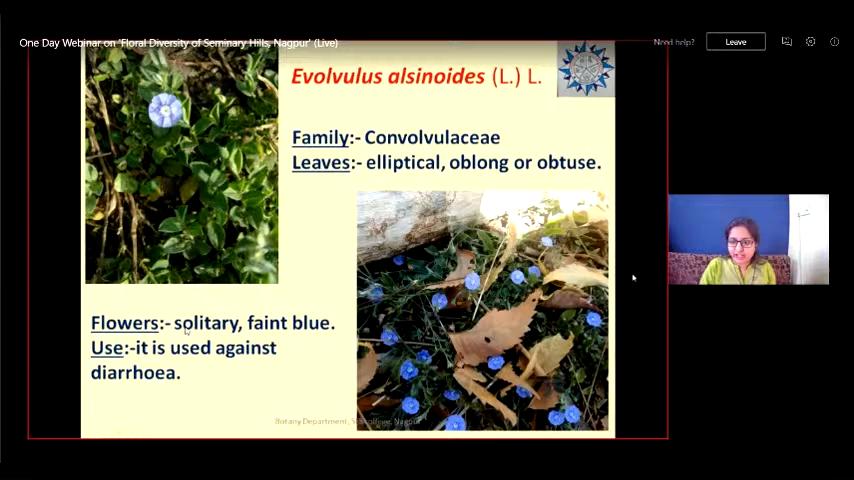 One Day Webinar on 'Floral Diversity of Seminary Hills, Nagpur' (Live)
Need help?
Leave
Evolvulus alsinoides (L.) L.
Family:- Convolvulaceae
Leaves:- elliptical, oblong or obtuse.
Flowers:- solitary, faint blue.
Use:-it is used against
diarrhoea.
Botany Department, Nagpur